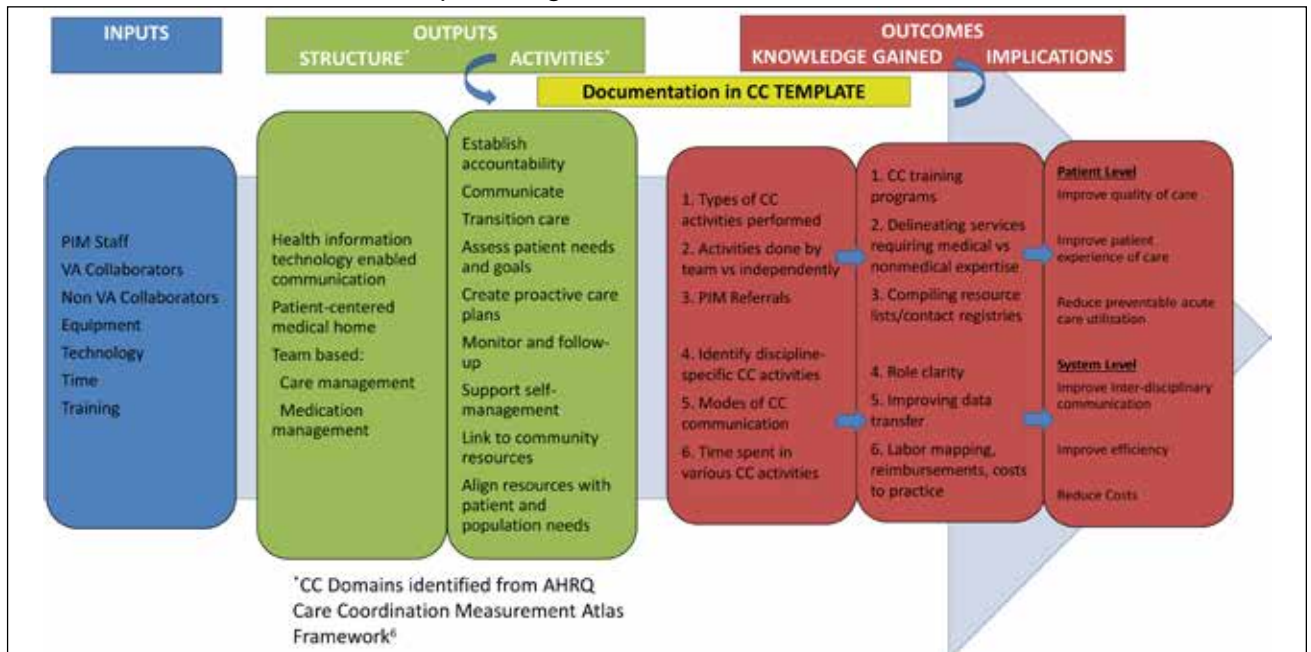 INPUTS
OUTPUTS
STRUCTURE*
ACTIVITIES*
OUTCOMES
KNOWLEDGE GAINED
IMPLICATIONS
Documentation in CC TEMPLATE
PIM Staff
VA Collaborators
Non VA Collaborators
Equipment
Technology
Time
Training
Health information
technology enabled
communication
Patient-centered
medical home
Team based:
Care management
Medication
management
Establish
accountability
Communicate
Transition care
Assess patient needs
and goals
Create proactive care
plans
Monitor and follow-
up
Support self-
management
Link to community
resources
Align resources with
patient and
population needs
1. Types of CC
activities performed
2. Activities done by
team vs independently
3. PIM Referrals
4. Identify discipline-
specific CC activities
5. Modes of CC
communication
6. Time spent in
various CC activities
1. CC training
programs
2. Delineating services
requiring medical vs
nonmedical expertise
3. Compiling resource
lists/contact registries
4. Role clarity
5. Improving data
transfer
6. Labor mapping,
reimbursements, costs
to practice
Patient Level
Improve quality of care
Improve patient
experience of care
Reduce preventable acute
care utilization
System Level
Improve inter-disciplinary
communication
Improve efficiency
Reduce Costs
*CC Domains identified from AHRQ
Care Coordination Measurement Atlas
Framework⁶